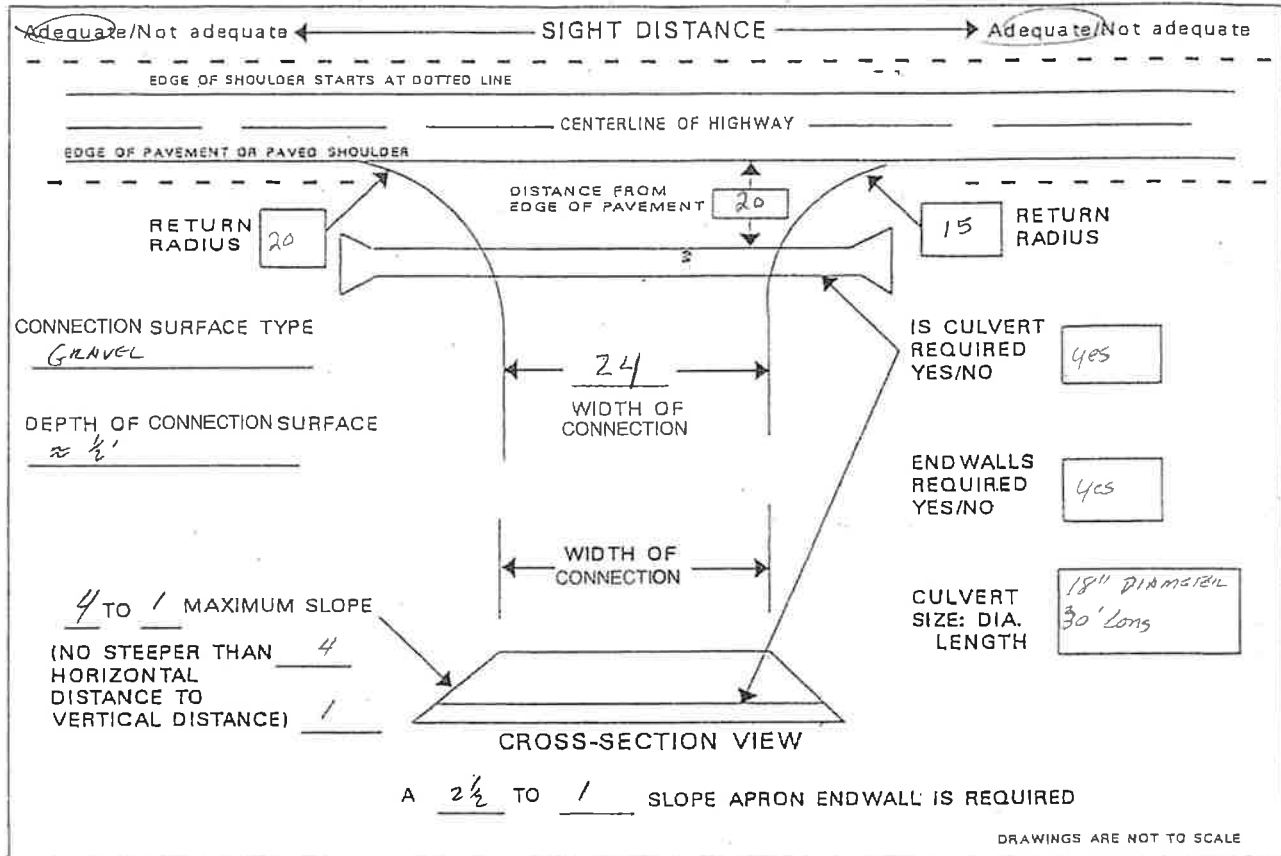 Adequate/Not adequate SIGHT DISTANCE Adequate/Not adequate
EDGE OF SHOULDER STARTS AT DOTTED LINE
CENTERLINE OF HIGHWAY
EDGE OF PAVEMENT OR PAVED SHOULDER
DISTANCE FROM
EDGE OF PAVEMENT 20
RETURN
RADIUS 20
15 RETURN
RADIUS
CONNECTION SURFACE TYPE
GRAVEL
DEPTH OF CONNECTION SURFACE
≈ ½'
24
WIDTH OF
CONNECTION
IS CULVERT
REQUIRED
YES/NO
yes
ENDWALLS
REQUIRED
YES/NO
yes
WIDTH OF
CONNECTION
CULVERT
SIZE: DIA.
LENGTH
18" DIAMETER
30' Long
4 TO 1 MAXIMUM SLOPE
(NO STEEPER THAN 4
HORIZONTAL
DISTANCE TO
VERTICAL DISTANCE) 1
CROSS-SECTION VIEW
A 2½ TO 1 SLOPE APRON ENDWALL IS REQUIRED
DRAWINGS ARE NOT TO SCALE